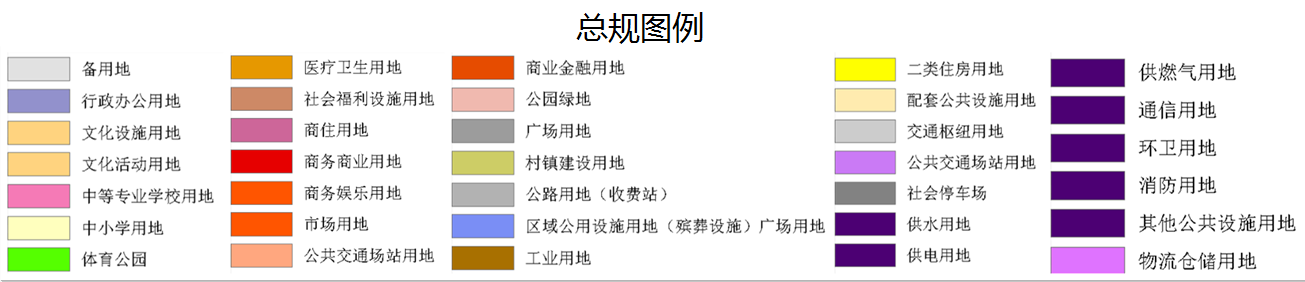 总规图例
备用地
行政办公用地
文化设施用地
文化活动用地
中等专业学校用地
中小学用地
体育公园
医疗卫生用地
社会福利设施用地
商住用地
商务商业用地
商务娱乐用地
市场用地
公共交通场站用地
商业金融用地
公园绿地
广场用地
村镇建设用地
公路用地（收费站）
区域公用设施用地（殡葬设施）广场用地
工业用地
二类住房用地
配套公共设施用地
交通枢纽用地
公共交通场站用地
社会停车场
供水用地
供电用地
供燃气用地
通信用地
环卫用地
消防用地
其他公共设施用地
物流仓储用地